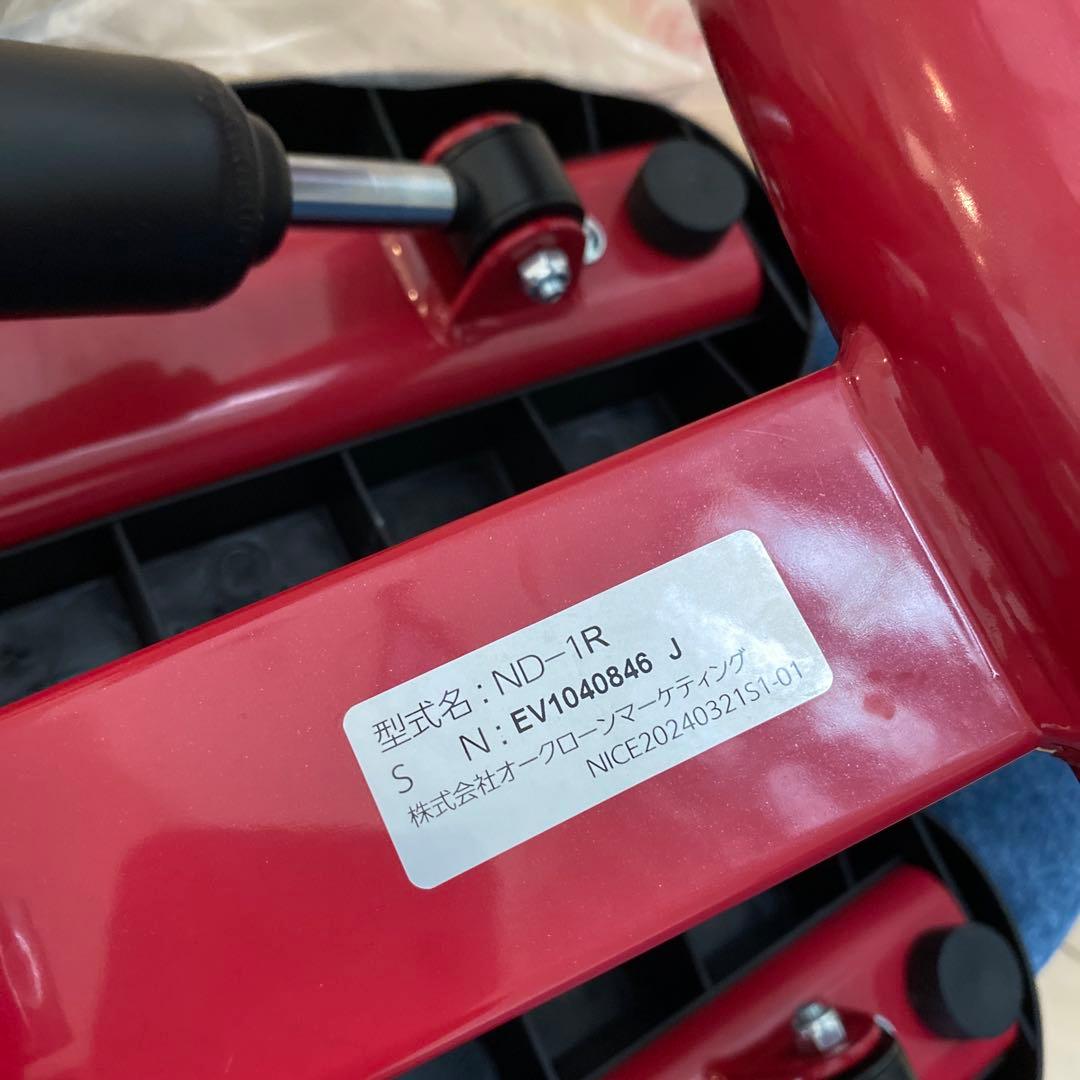 型式名：ND-1R
S N：EV1040846 J
株式会社オークローンマーケティング
NICE20240321S1-01